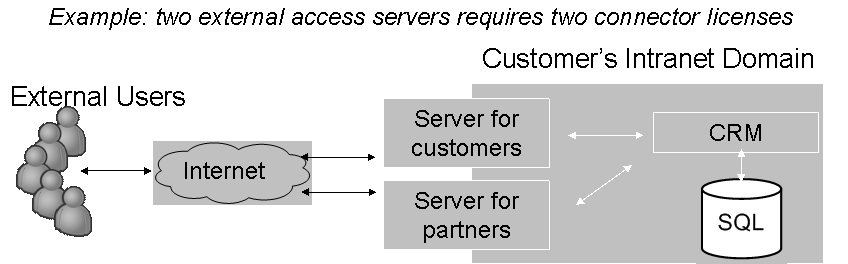 Example: two external access servers requires two connector licenses
Customer's Intranet Domain
External Users
Server for
customers
CRM
Internet
Server for
partners
SQL